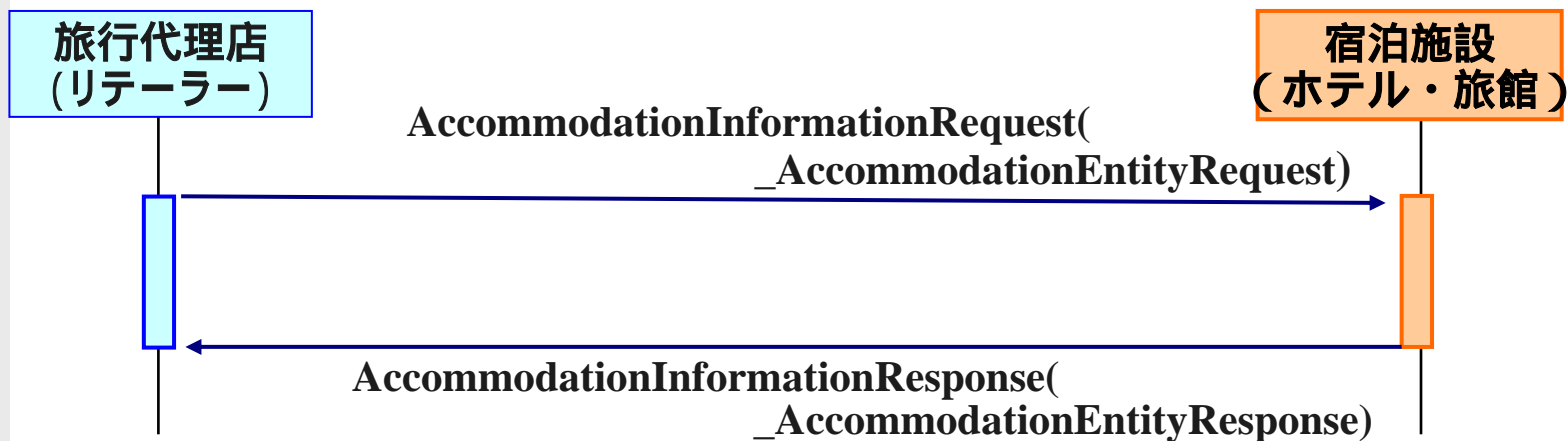 旅行代理店
(リテーラー)
宿泊施設
(ホテル・旅館)
AccommodationInformationRequest(
_AccommodationEntityRequest)
AccommodationInformationResponse(
_AccommodationEntityResponse)